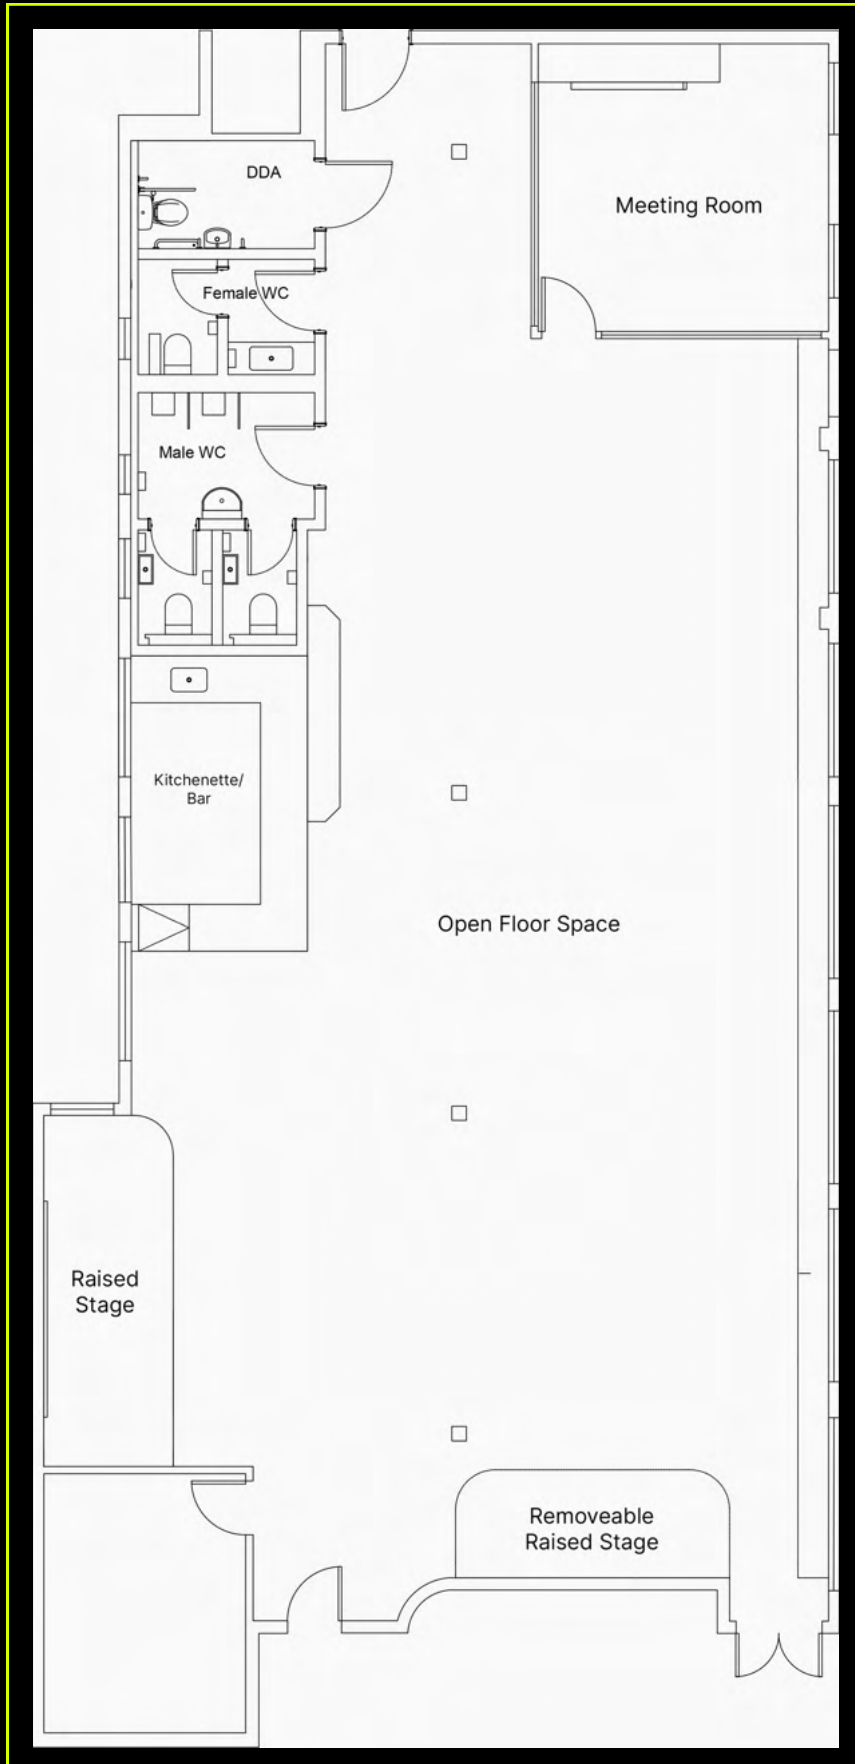 DDA
Meeting Room
Female WC
Male WC
Kitchenette/
Bar
Open Floor Space
Raised
Stage
Removeable
Raised Stage